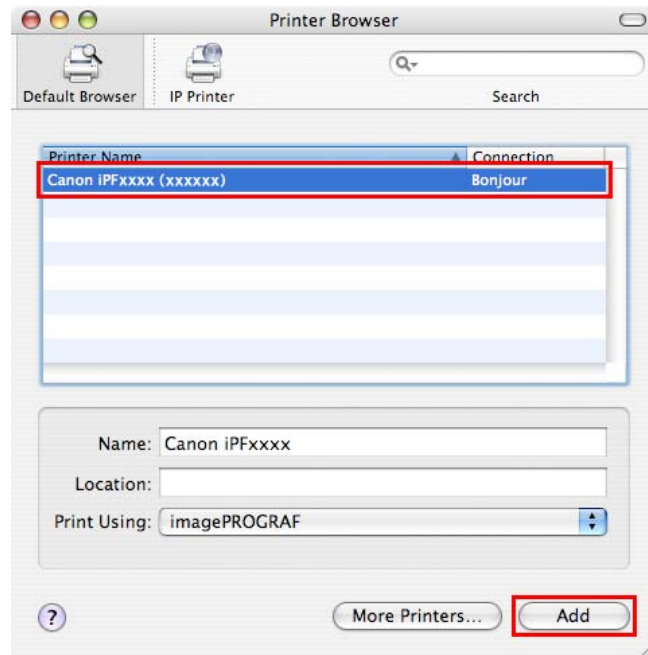 Printer Browser
Default Browser
IP Printer
Q
Search
Printer Name Connection
Canon iPFxxxx (xxxxxx) Bonjour
Name: Canon iPFxxxx
Location:
Print Using: imagePROGRAF
? More Printers... Add